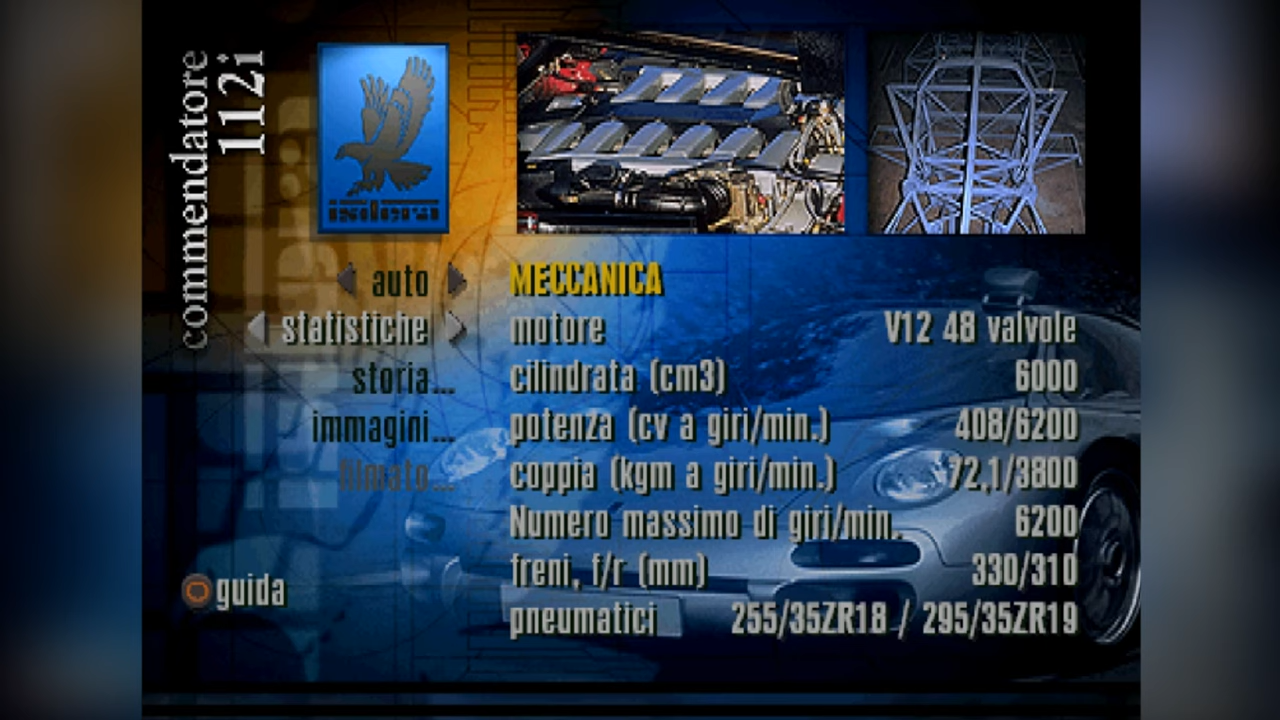 commendatore
112i
auto
statistiche
storia...
immagini...
filmato...
guida
MECCANICA
motore V12 48 valvole
cilindrata (cm3) 6000
potenza (cv a giri/min.) 408/6200
coppia (kgm a giri/min.) 72,1/3800
Numero massimo di giri/min. 6200
freni, f/r (mm) 330/310
pneumatici 255/35ZR18 / 295/35ZR19